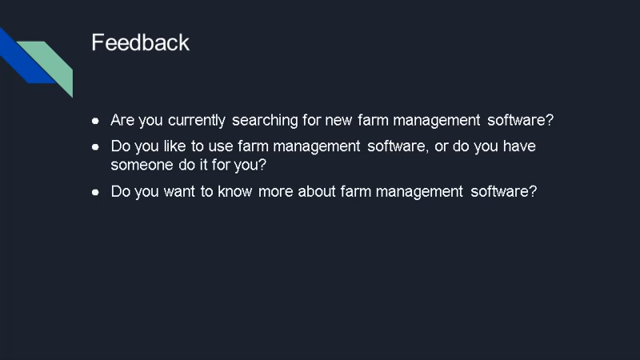 Feedback
● Are you currently searching for new farm management software?
● Do you like to use farm management software, or do you have
someone do it for you?
● Do you want to know more about farm management software?